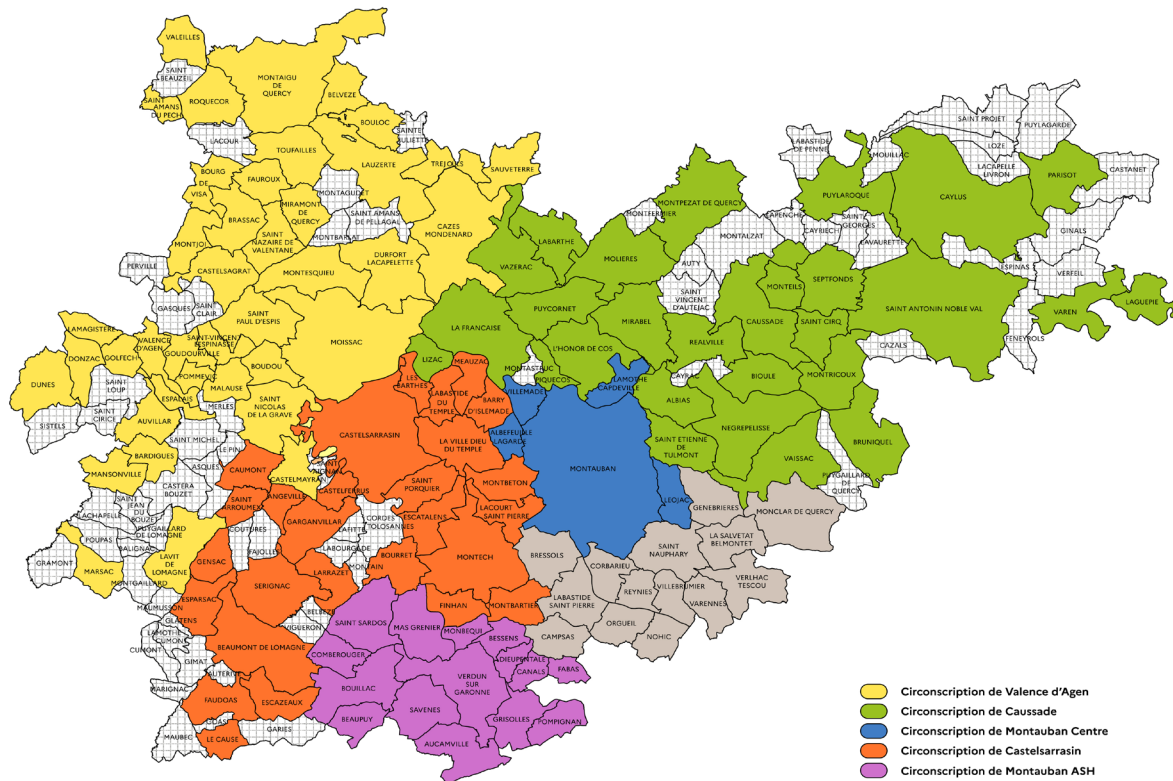 VALEILLES
SAINT
BEAUZEIL
MONTAIGU
DE
QUERCY
SAINT
AMANS
DU PECH
ROQUECOR
BELVEZE
BOULOC
LACOUR
SAINTE
JULIETTE
TOUFAILLES
LAUZERTE
TREJOULS
SAUVETERRE
BOURG
DE
VISA
FAUROUX
MONTAGUDET
MIRAMONT
DE
QUERCY
SAINT AMANS
DE PELLAGAL
BRASSAC
SAINT
NAZAIRE DE
VALENTANE
MONTBARLA
CAZES
MONDENARD
MONTJOI
CASTELSAGRAT
MONTESQUIEU
DURFORT
LACAPELETTE
PERVILLE
GASQUES
SAINT
CLAIR
SAINT
PAUL D'ESPIS
MOISSAC
LAMAGISTERE
VALENCE
D'AGEN
SAINT-VINCENT
LESPINASSE
DONZAC
GOLFECH
GOUDOURVILLE
POMMEVIC
BOUDOU
MALAUSE
DUNES
SAINT
LOUP
ESPALAIS
MERLES
SAINT
NICOLAS
DE LA GRAVE
SISTELS
SAINT
CIRICE
AUVILLAR
SAINT MICHEL
LE PIN
BARDIGUES
MANSONVILLE
ASQUES
CAUMONT
CASTERA
BOUZET
CASTELMAYRAN
SAINT
AIGNAN
CASTELFERRUS
ANGEVILLE
SAINT
ARROUMEX
SAINT
JEAN
DU BOUZET
LACHAPELLE
PUYGAILLARD
DE LOMAGNE
POUPAS
BALIGNAC
COUTURES
FAJOLLES
GARGANVILLAR
LAFITTE
CORDES
TOLOSANNES
LABOURGADE
GRAMONT
MARSAC
LAVIT
DE
LOMAGNE
MONTGAILLARD
GENSAC
LARRAZET
MONTAIN
BOURRET
SERIGNAC
MAUMUSSON
ESPARSAC
GLATENS
BELBEZE
VIGUERON
LAMOTHE
CUMONT
CUMONT
GIMAT
BEAUMONT DE LOMAGNE
AUTERIVE
MARIGNAC
FAUDOAS
ESCAZEAUX
GOAS
GARIES
MAUBEC
LE CAUSE
LABASTIDE
DE PENNE
MOUILLAC
SAINT PROJET
PUYLAGARDE
LOZE
LACAPELLE
LIVRON
PARISOT
CASTANET
CAYLUS
PUYLAROQUE
GINALS
ESPINAS
VERFEIL
VAREN
LAGUEPIE
FENEYROLS
MONTPEZAT DE QUERCY
MONTFERMIER
LAPENCHE
SAINT
GEORGES
CAYRIECH
LAVAURETTE
MONTALZAT
AUTY
LABARTHE
VAZERAC
MOLIERES
PUYCORNET
SAINT
VINCENT
D'AUTEJAC
MONTEILS
SEPTFONDS
SAINT ANTONIN NOBLE VAL
CAZALS
MIRABEL
CAUSSADE
SAINT CIRQ
REALVILLE
LA FRANCAISE
L'HONOR DE COS
MONTRICOUX
CAYRAC
BIOULE
ALBIAS
NEGREPELISSE
BRUNIQUEL
SAINT ETIENNE
DE
TULMONT
VAISSAC
PUYGAILLARD
DE
QUERCY
LIZAC
MONTASTRUC
PIQUECOS
LAMOTHE
CAPDEVILLE
VILLEMADE
ALBEFEUILLE
LAGARDE
MONTAUBAN
LEOJAC
LES
BARTHES
MEAUZAC
LABASTIDE
DU
TEMPLE
BARRY
D'ISLEMADE
CASTELSARRASIN
LA VILLE DIEU
DU TEMPLE
SAINT
PORQUIER
MONTBETON
ESCATALENS
LACOURT
SAINT PIERRE
MONTECH
FINHAN
MONTBARTIER
GENEBRIERES
MONCLAR DE QUERCY
BRESSOLS
CORBARIEU
SAINT
NAUPHARY
LA SALVETAT
BELMONTET
REYNIES
VILLEBRUMIER
VERLHAC
TESCOU
VARENNES
LABASTIDE
SAINT PIERRE
ORGUEIL
NOHIC
CAMPSAS
SAINT SARDOS
MAS GRENIER
MONBEQUI
BESSENS
DIEUPENTALE
CANALS
FABAS
COMBEROUGER
VERDUN
SUR
GARONNE
BOUILLAC
SAVENES
BEAUPUY
AUCAMVILLE
GRISOLLES
POMPIGNAN
Circonscription de Valence d'Agen
Circonscription de Caussade
Circonscription de Montauban Centre
Circonscription de Castelsarrasin
Circonscription de Montauban ASH